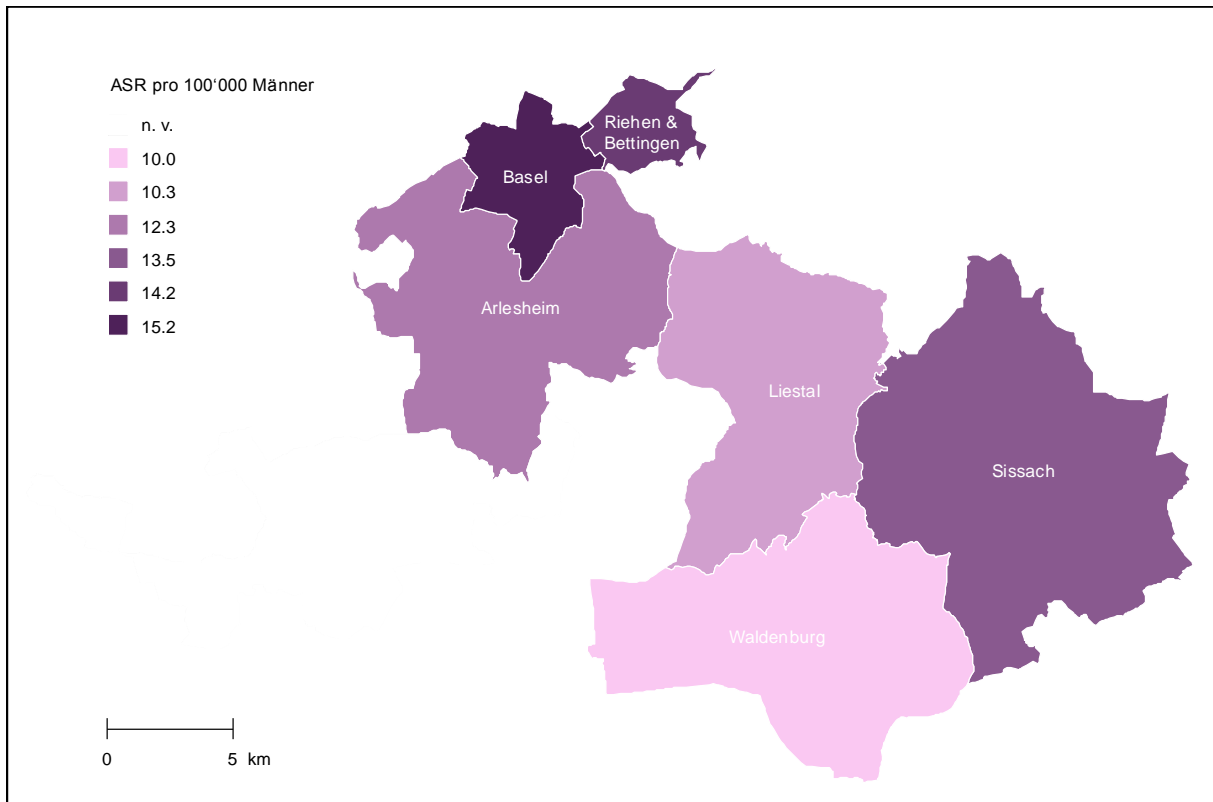 ASR pro 100‘000 Männer
n. v.
10.0
10.3
12.3
13.5
14.2
15.2
Riehen &
Bettingen
Basel
Arlesheim
Liestal
Sissach
Waldenburg
0 5 km